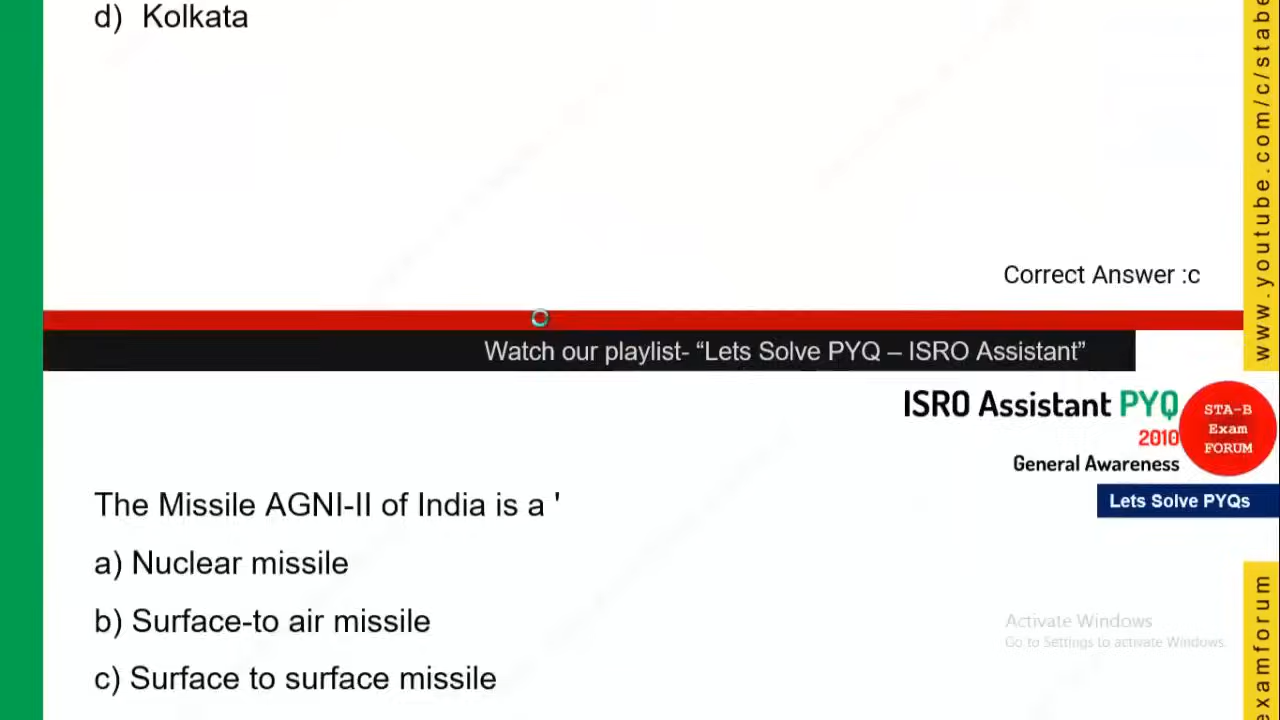 d) Kolkata
www.youtube.com/c/stabe
Correct Answer :c
Watch our playlist- “Lets Solve PYQ – ISRO Assistant”
ISRO Assistant PYQ
2010
General Awareness
STA-B
Exam
FORUM
Lets Solve PYQs
The Missile AGNI-II of India is a '
a) Nuclear missile
b) Surface-to air missile
c) Surface to surface missile
Activate Windows
Go to Settings to activate Windows.
examforum